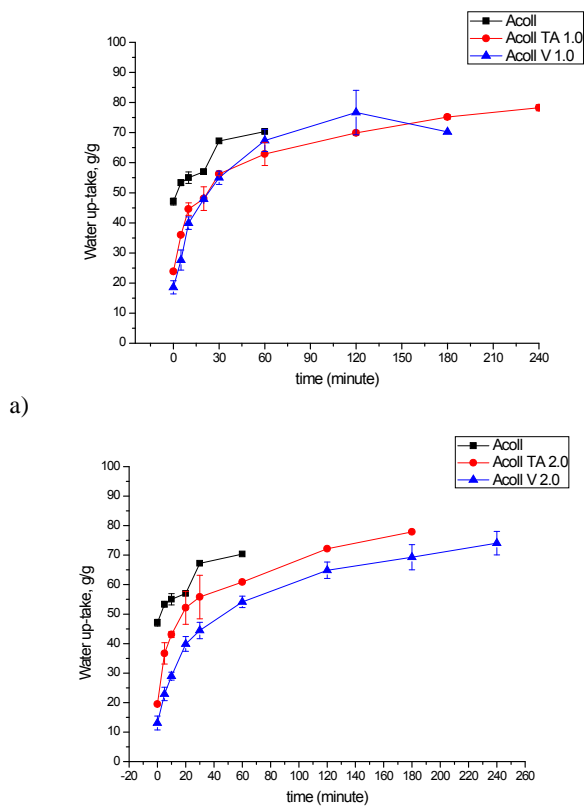 Acoll
Acoll TA 1.0
Acoll V 1.0
100
90
80
70
60
50
40
30
20
10
0
Water up-take, g/g
0 30 60 90 120 150 180 210 240
time (minute)
a)
Acoll
Acoll TA 2.0
Acoll V 2.0
100
90
80
70
60
50
40
30
20
10
0
Water up-take, g/g
-20 0 20 40 60 80 100 120 140 160 180 200 220 240 260
time (minute)